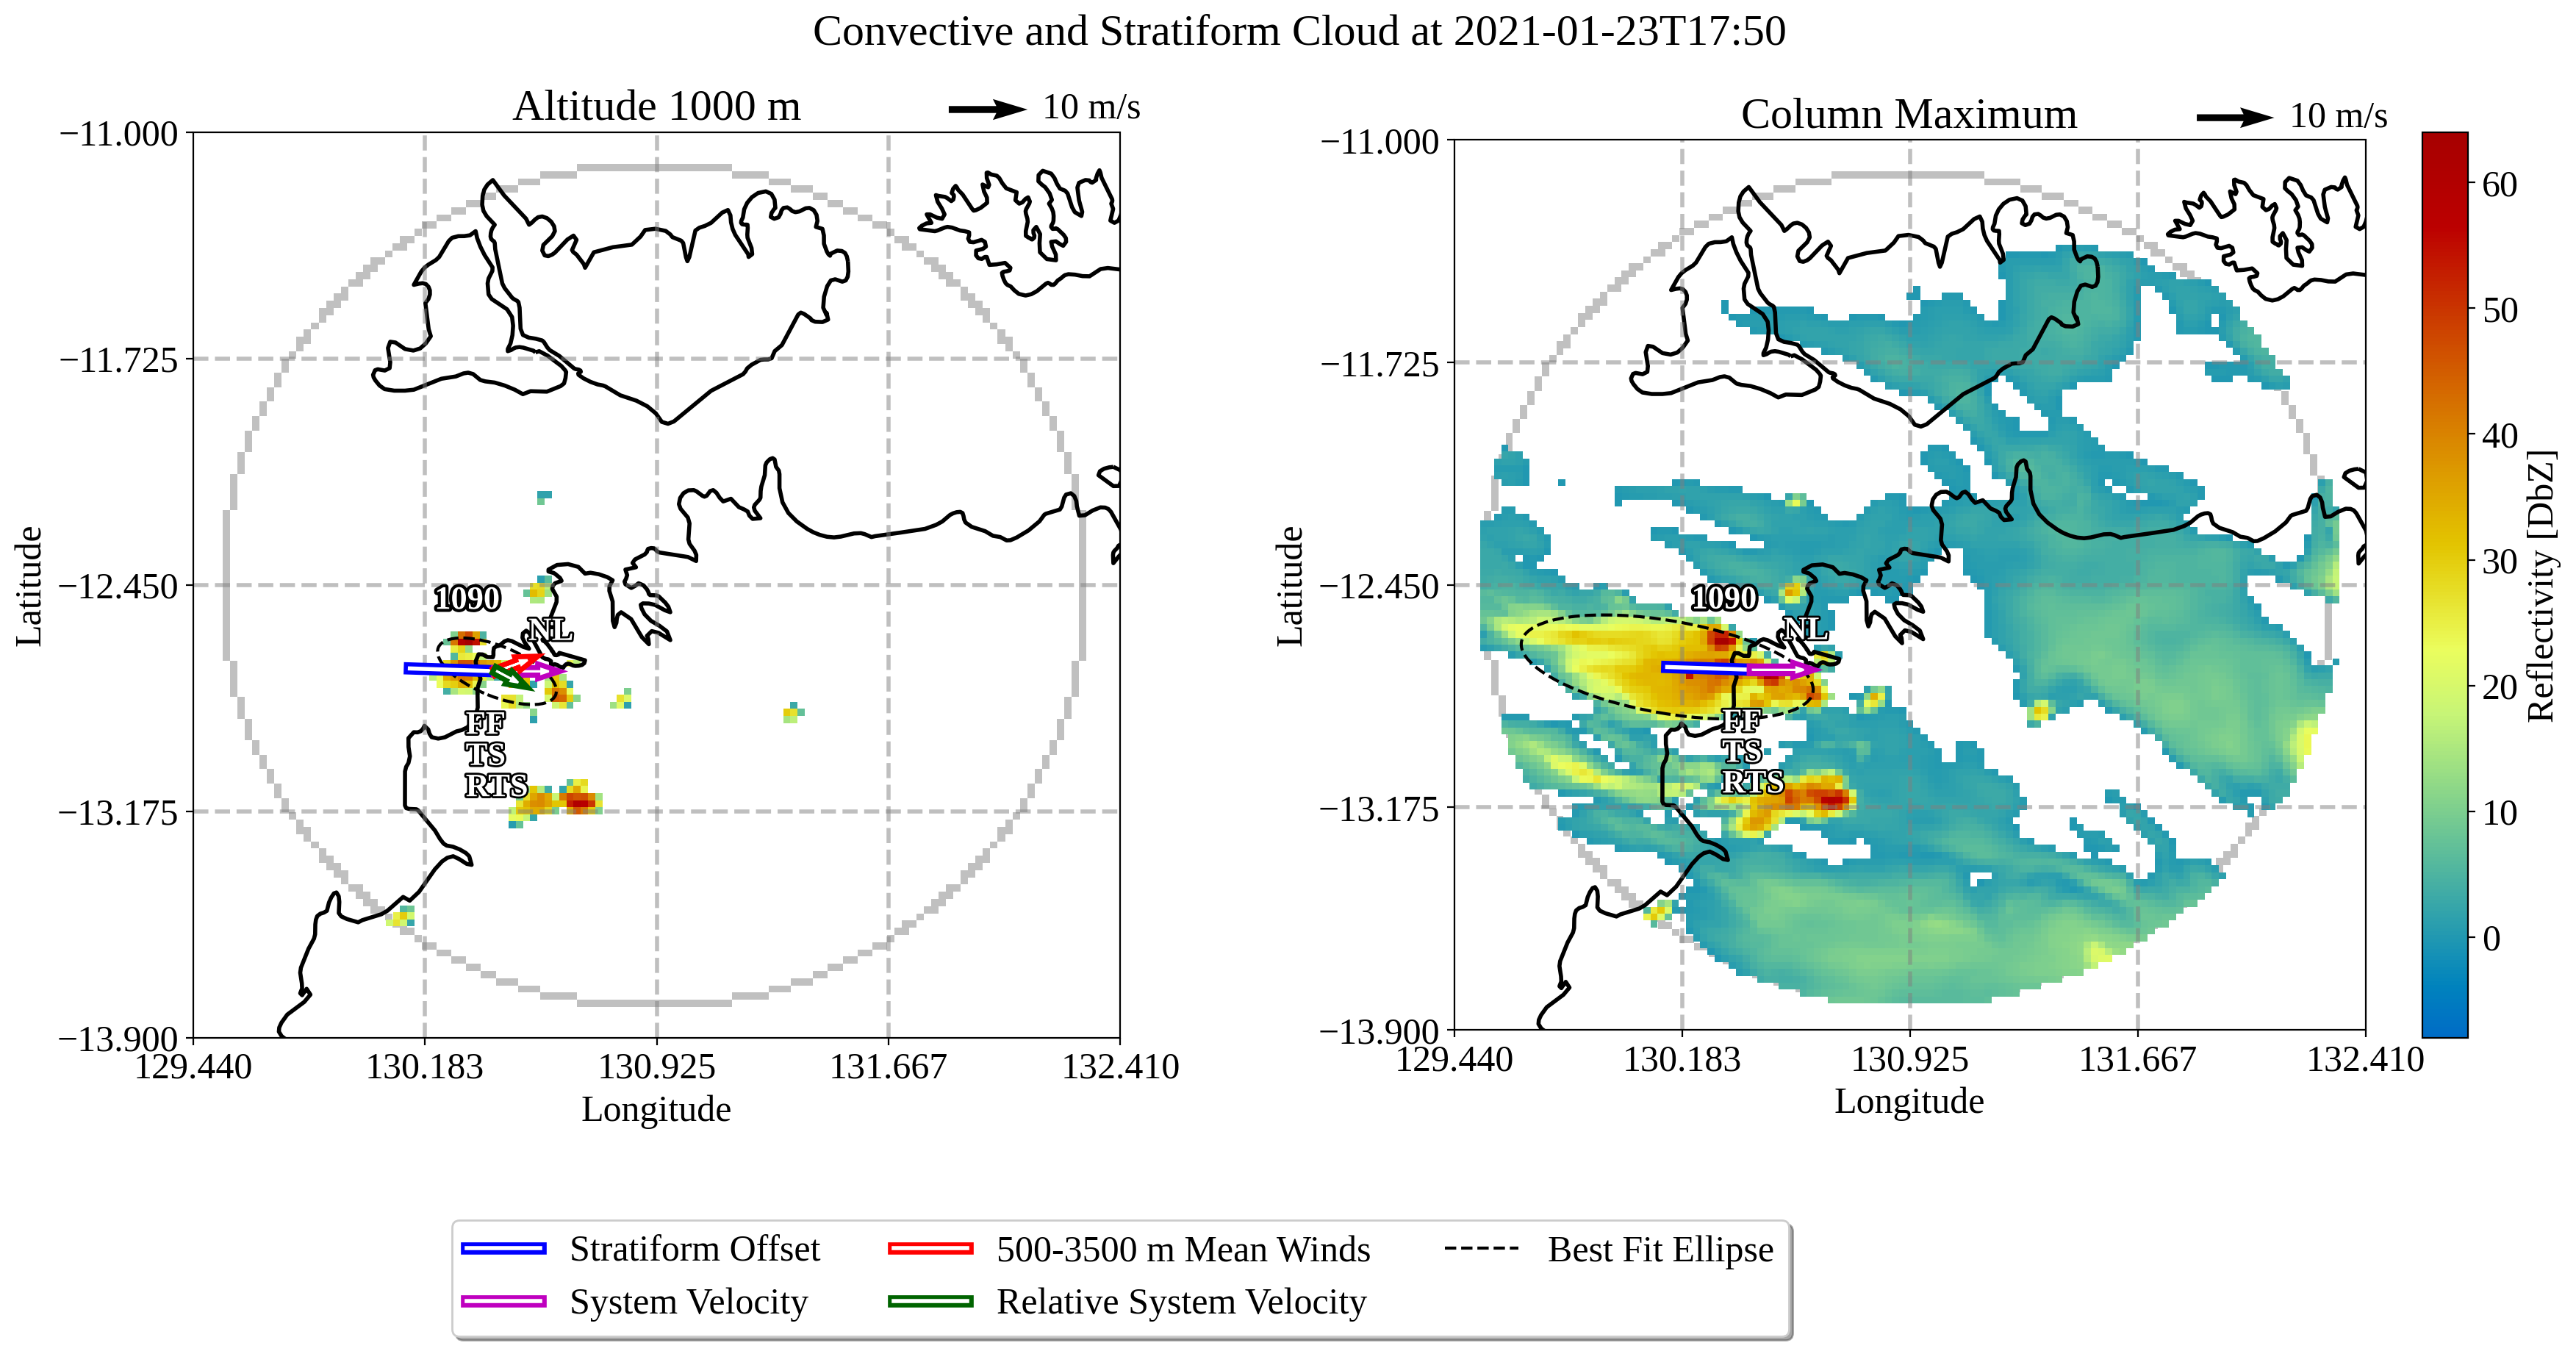 Convective and Stratiform Cloud at 2021-01-23T17:50
Altitude 1000 m
10 m/s
−11.000
−11.725
−12.450
−13.175
−13.900
Latitude
129.440
130.183
130.925
131.667
132.410
Longitude
1090
NL
FF
TS
RTS
Column Maximum
10 m/s
−11.000
−11.725
−12.450
−13.175
−13.900
Latitude
129.440
130.183
130.925
131.667
132.410
Longitude
1090
NL
FF
TS
RTS
60
50
40
30
20
10
0
Reflectivity [DbZ]
Stratiform Offset
System Velocity
500-3500 m Mean Winds
Relative System Velocity
Best Fit Ellipse